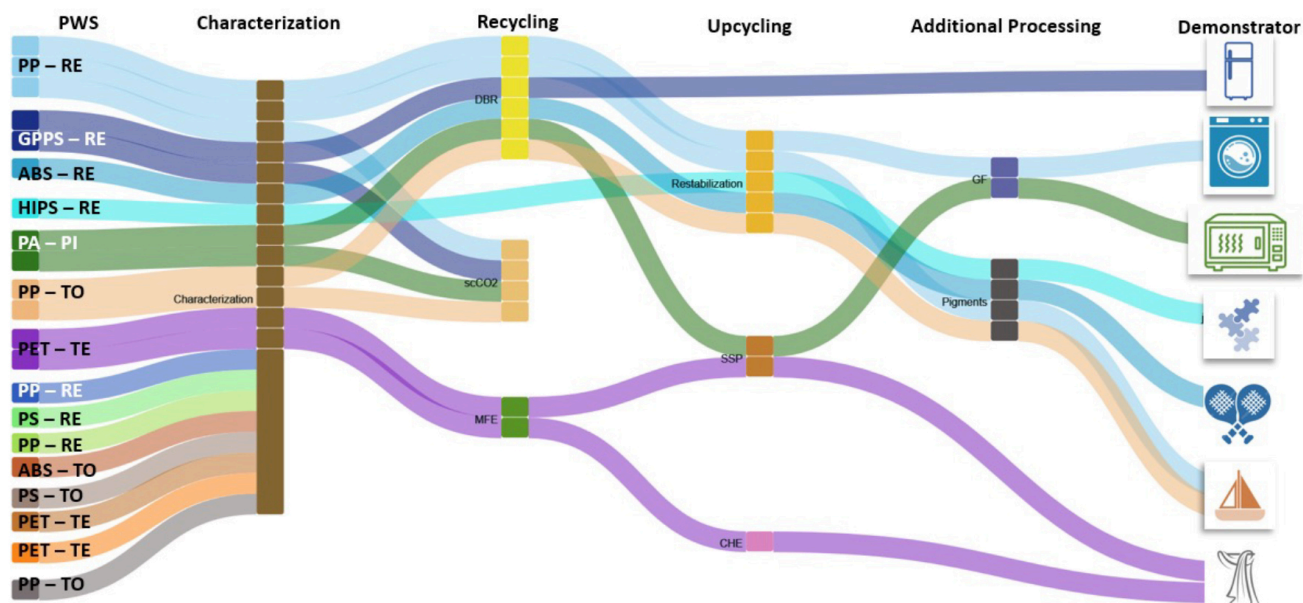 PWS
Characterization
Recycling
Upcycling
Additional Processing
Demonstrator
PP – RE
GPPS – RE
ABS – RE
HIPS – RE
PA – PI
PP – TO
PET – TE
PP – RE
PS – RE
PP – RE
ABS – TO
PS – TO
PET – TE
PET – TE
PP – TO
Characterization
DBR
scCO2
MFE
Restabilization
SSP
CHE
GF
Pigments